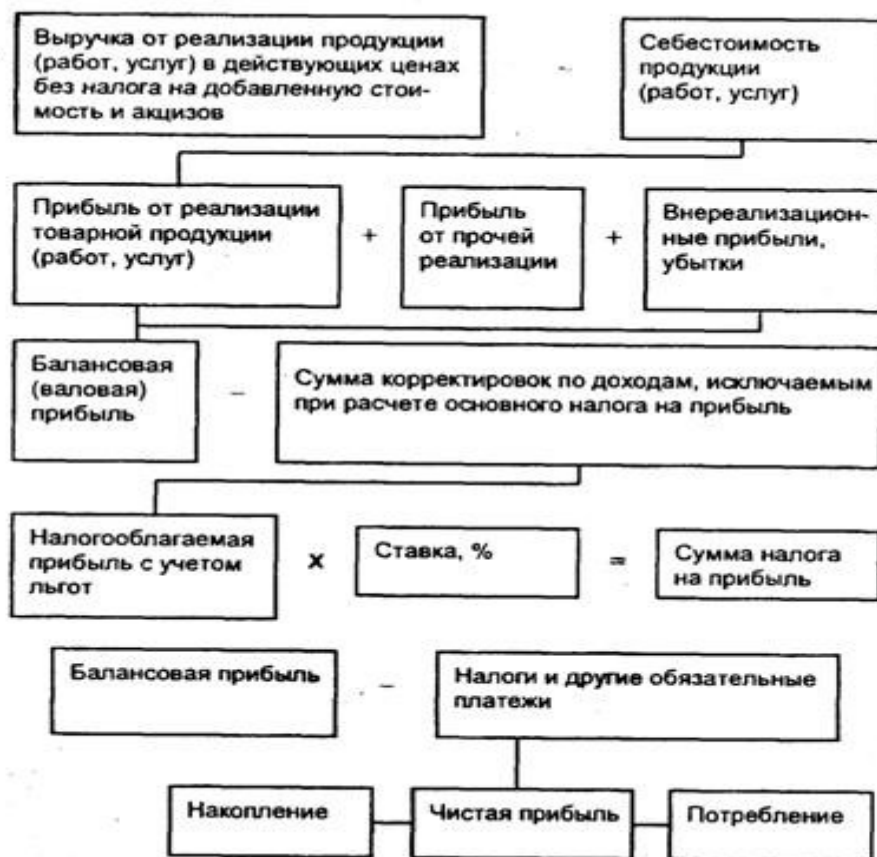 Выручка от реализации продукции
(работ, услуг) в действующих ценах
без налога на добавленную стои-
мость и акцизов
-
Себестоимость
продукции
(работ, услуг)
Прибыль от реализации
товарной продукции
(работ, услуг)
+
Прибыль
от прочей
реализации
+
Внереализацион-
ные прибыли,
убытки
Балансовая
(валовая)
прибыль
-
Сумма корректировок по доходам, исключаемым
при расчете основного налога на прибыль
Налогооблагаемая
прибыль с учетом
льгот
x
Ставка, %
=
Сумма налога
на прибыль
Балансовая прибыль
-
Налоги и другие обязательные
платежи
Накопление
Чистая прибыль
Потребление